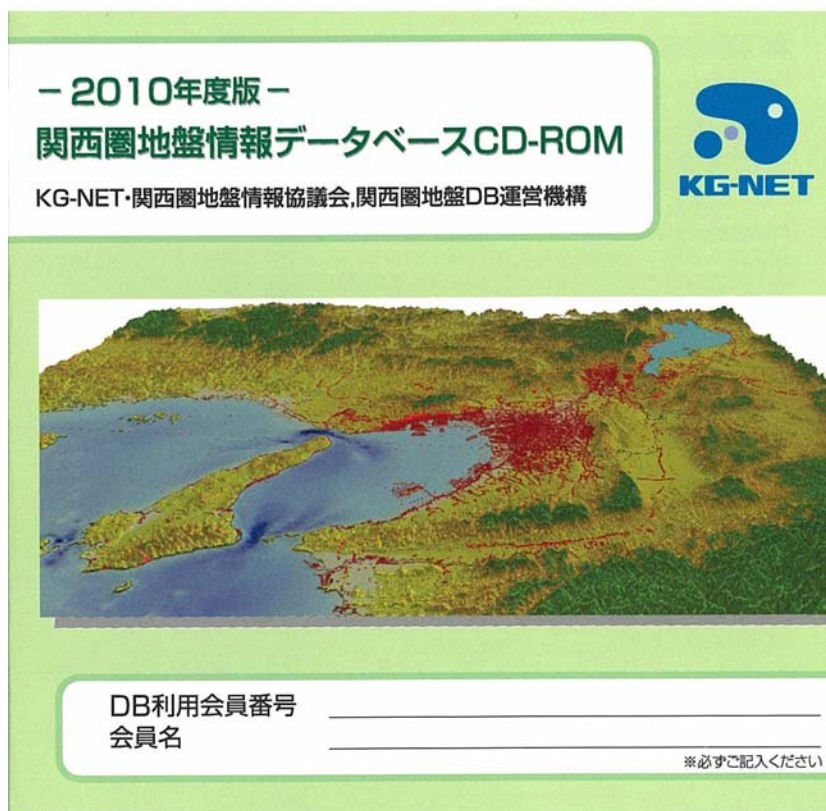 －2010年度版－
関西圏地盤情報データベースCD-ROM
KG-NET・関西圏地盤情報協議会,関西圏地盤DB運営機構
KG-NET
DB利用会員番号
会員名
※必ずご記入ください